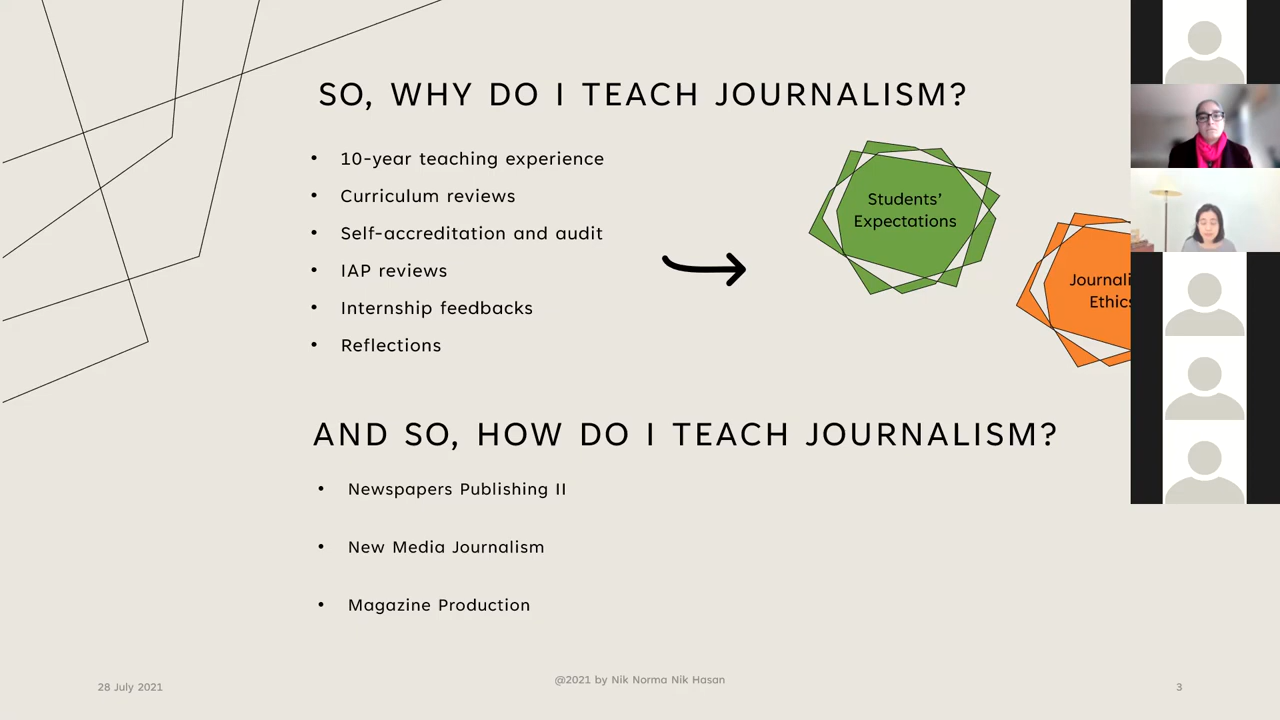 SO, WHY DO I TEACH JOURNALISM?
• 10-year teaching experience
• Curriculum reviews
• Self-accreditation and audit
• IAP reviews
• Internship feedbacks
• Reflections
Students’
Expectations
Journali
Ethics
AND SO, HOW DO I TEACH JOURNALISM?
• Newspapers Publishing II
• New Media Journalism
• Magazine Production
28 July 2021
@2021 by Nik Norma Nik Hasan
3